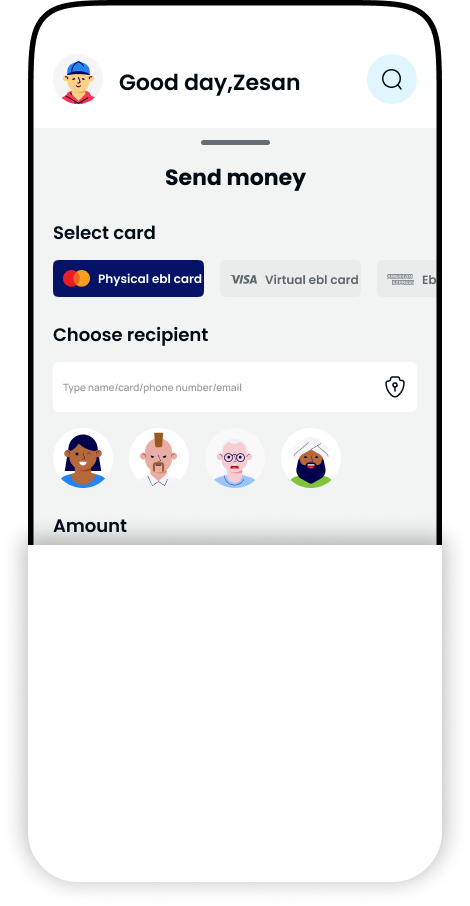 Good day,Zesan
Send money
Select card
Physical ebl card
VISA Virtual ebl card
AMERICAN EXPRESS Eb
Choose recipient
Type name/card/phone number/email
Amount